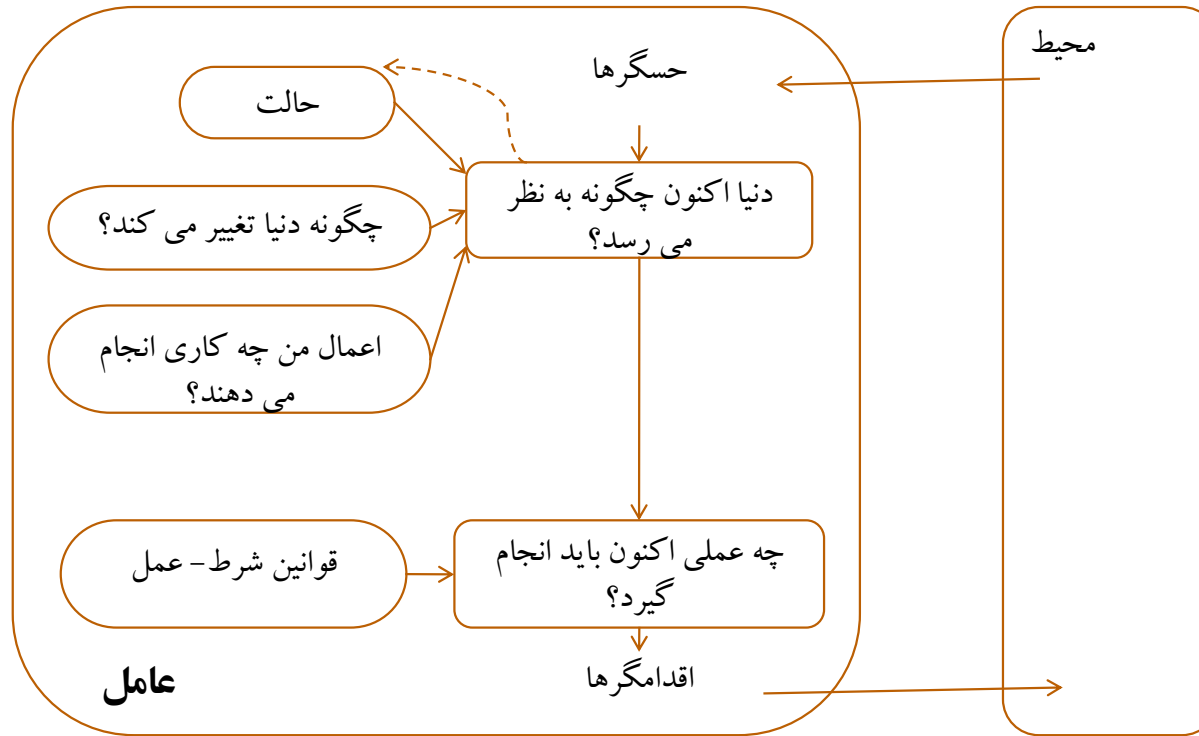 محیط
حسگرها
حالت
دنیا اکنون چگونه به نظر
می رسد؟
چگونه دنیا تغییر می کند؟
اعمال من چه کاری انجام
می دهند؟
چه عملی اکنون باید انجام
گیرد؟
قوانین شرط- عمل
اقدامگرها
عامل